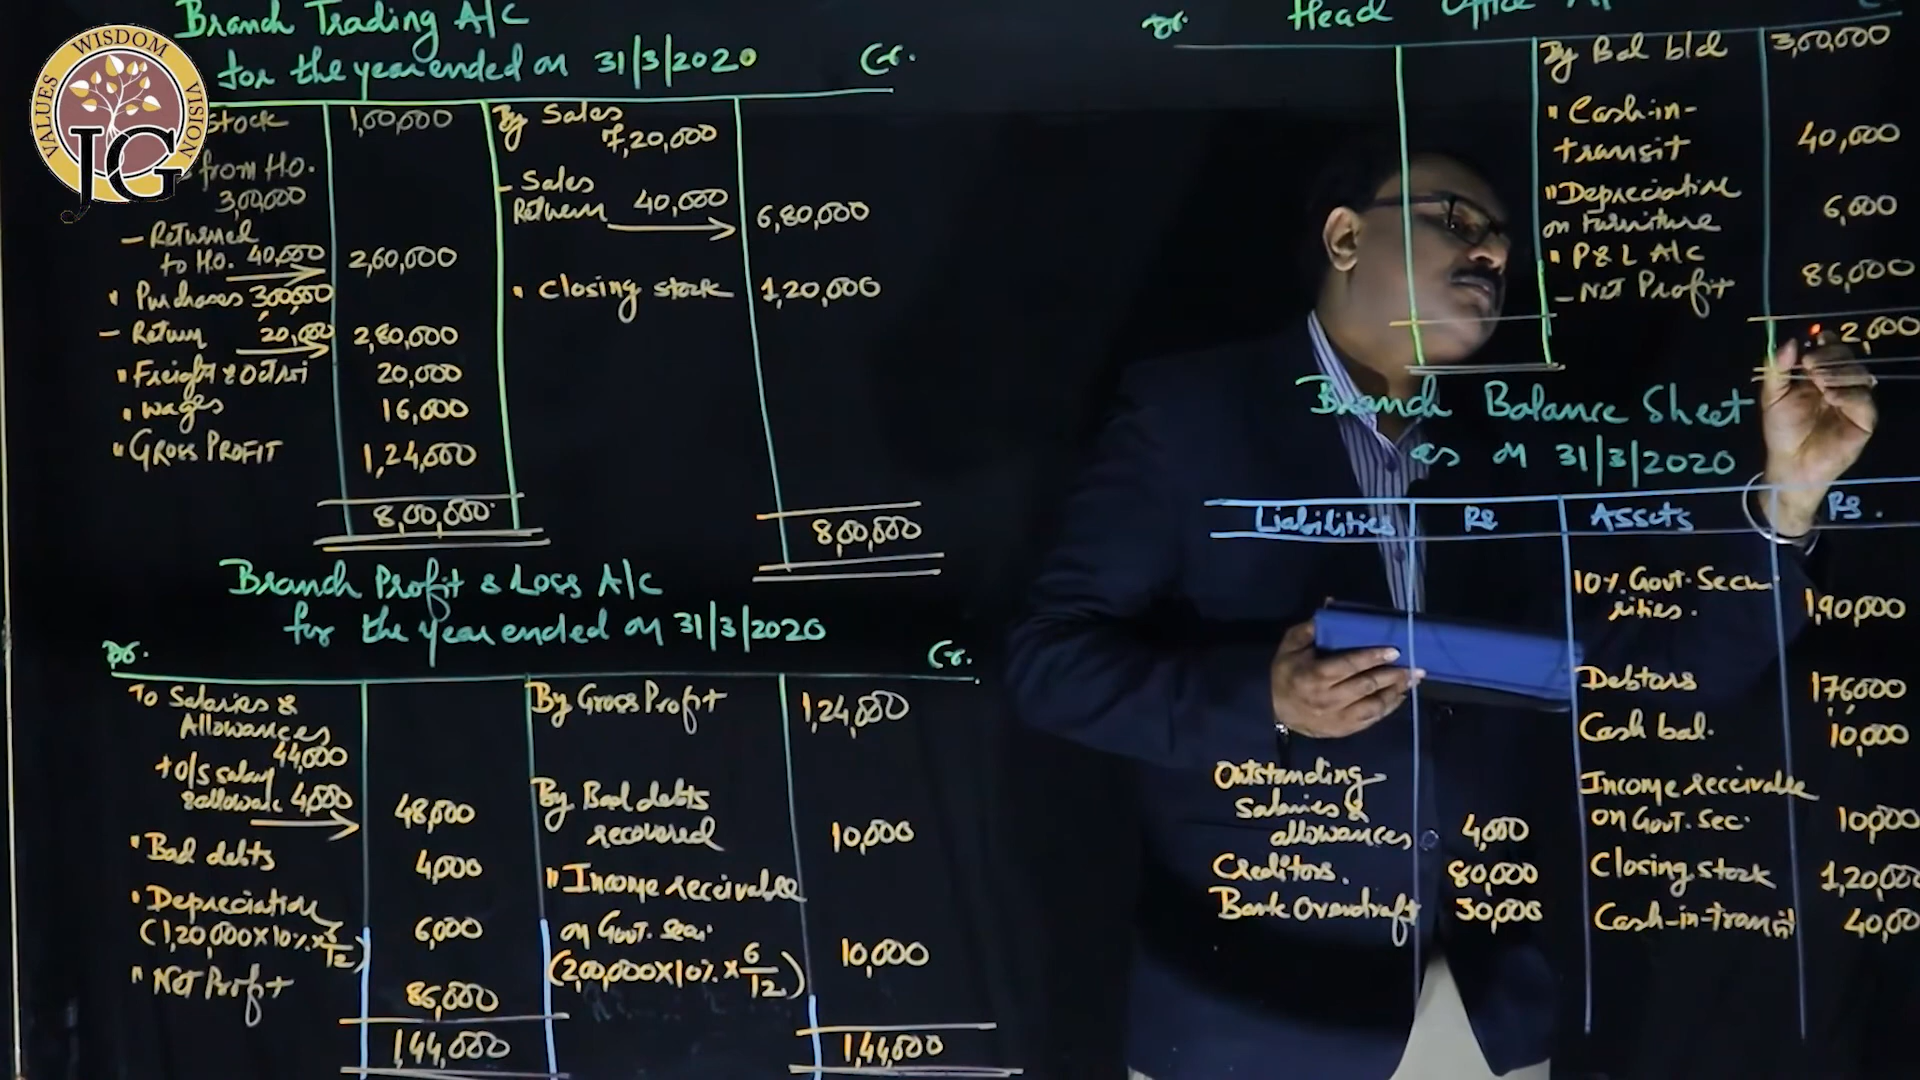 VALUES WISDOM VISION
JG
Branch Trading A/c
for the year ended on 31/3/2020 Cr.
Stock 1,00,000
from H.O.
3,00,000
- Returned
to H.O. 40,000 2,60,000
" Purchases 3,00,000
- Return 20,000 2,80,000
" Freight & Octroi 20,000
" Wages 16,000
" GROSS PROFIT 1,24,000
8,00,000
By Sales
7,20,000
- Sales
Return 40,000 6,80,000
" Closing stock 1,20,000
8,00,000
Branch Profit & Loss A/c
for the year ended on 31/3/2020
Dr. Cr.
To Salaries &
Allowances
44,000
+ O/S salary
& allowanc 4,000 48,000
" Bad debts 4,000
" Depreciation
(1,20,000X10%X 6/12) 6,000
" Net Profit 86,000
1,44,000
By Gross Profit 1,24,000
By Bad debts
recovered 10,000
" Income receivable
on Govt. Secu.
(2,00,000X10%X 6/12) 10,000
1,44,000
Dr. Head Office
By Bal b/d 3,00,000
" Cash-in-
transit 40,000
" Depreciation
on Furniture 6,000
" P&L A/c
- Net Profit 86,000
2,000
Branch Balance Sheet
as on 31/3/2020
Liabilities Rs Assets Rs.
10% Govt. Secu
rities. 1,90,000
Debtors 1,76,000
Cash bal. 10,000
Outstanding
Salaries &
allowances 4,000
Creditors. 80,000
Bank Overdraft 30,000
Income receivable
on Govt. Sec. 10,000
Closing stock 1,20,000
Cash-in-transit 40,00